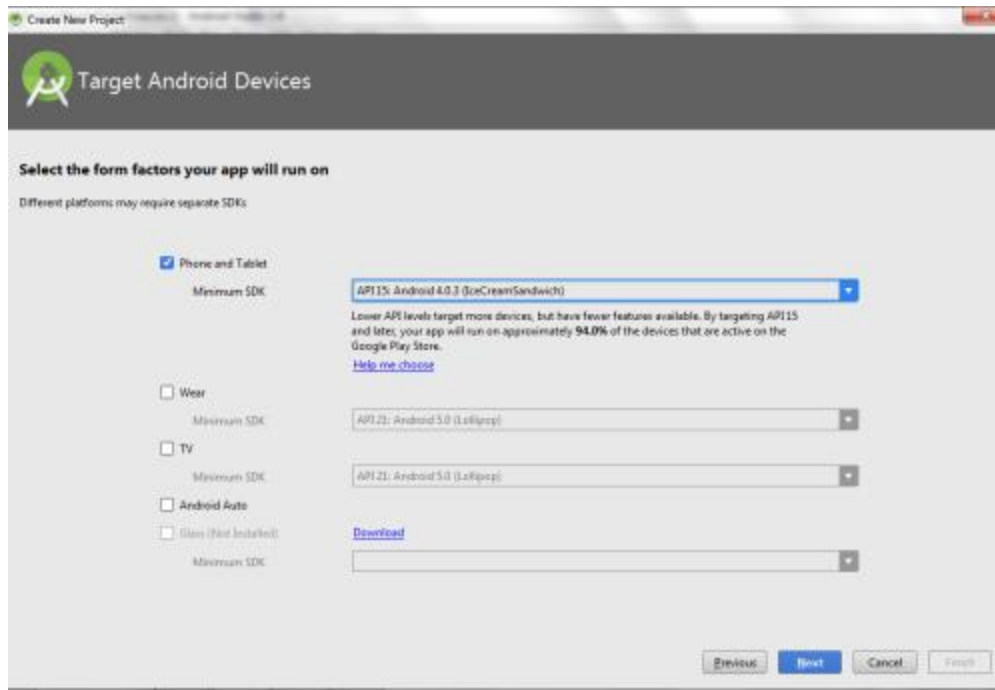 Create New Project
Target Android Devices
Select the form factors your app will run on
Different platforms may require separate SDKs
Phone and Tablet
Minimum SDK
API 15: Android 4.0.3 (IceCreamSandwich)
Lower API levels target more devices, but have fewer features available. By targeting API 15
and later, your app will run on approximately 94.0% of the devices that are active on the
Google Play Store.
Help me choose
Wear
Minimum SDK
API 21: Android 5.0 (Lollipop)
TV
Minimum SDK
API 21: Android 5.0 (Lollipop)
Android Auto
Glass (Not Installed)
Download
Minimum SDK
Previous
Next
Cancel
Finish